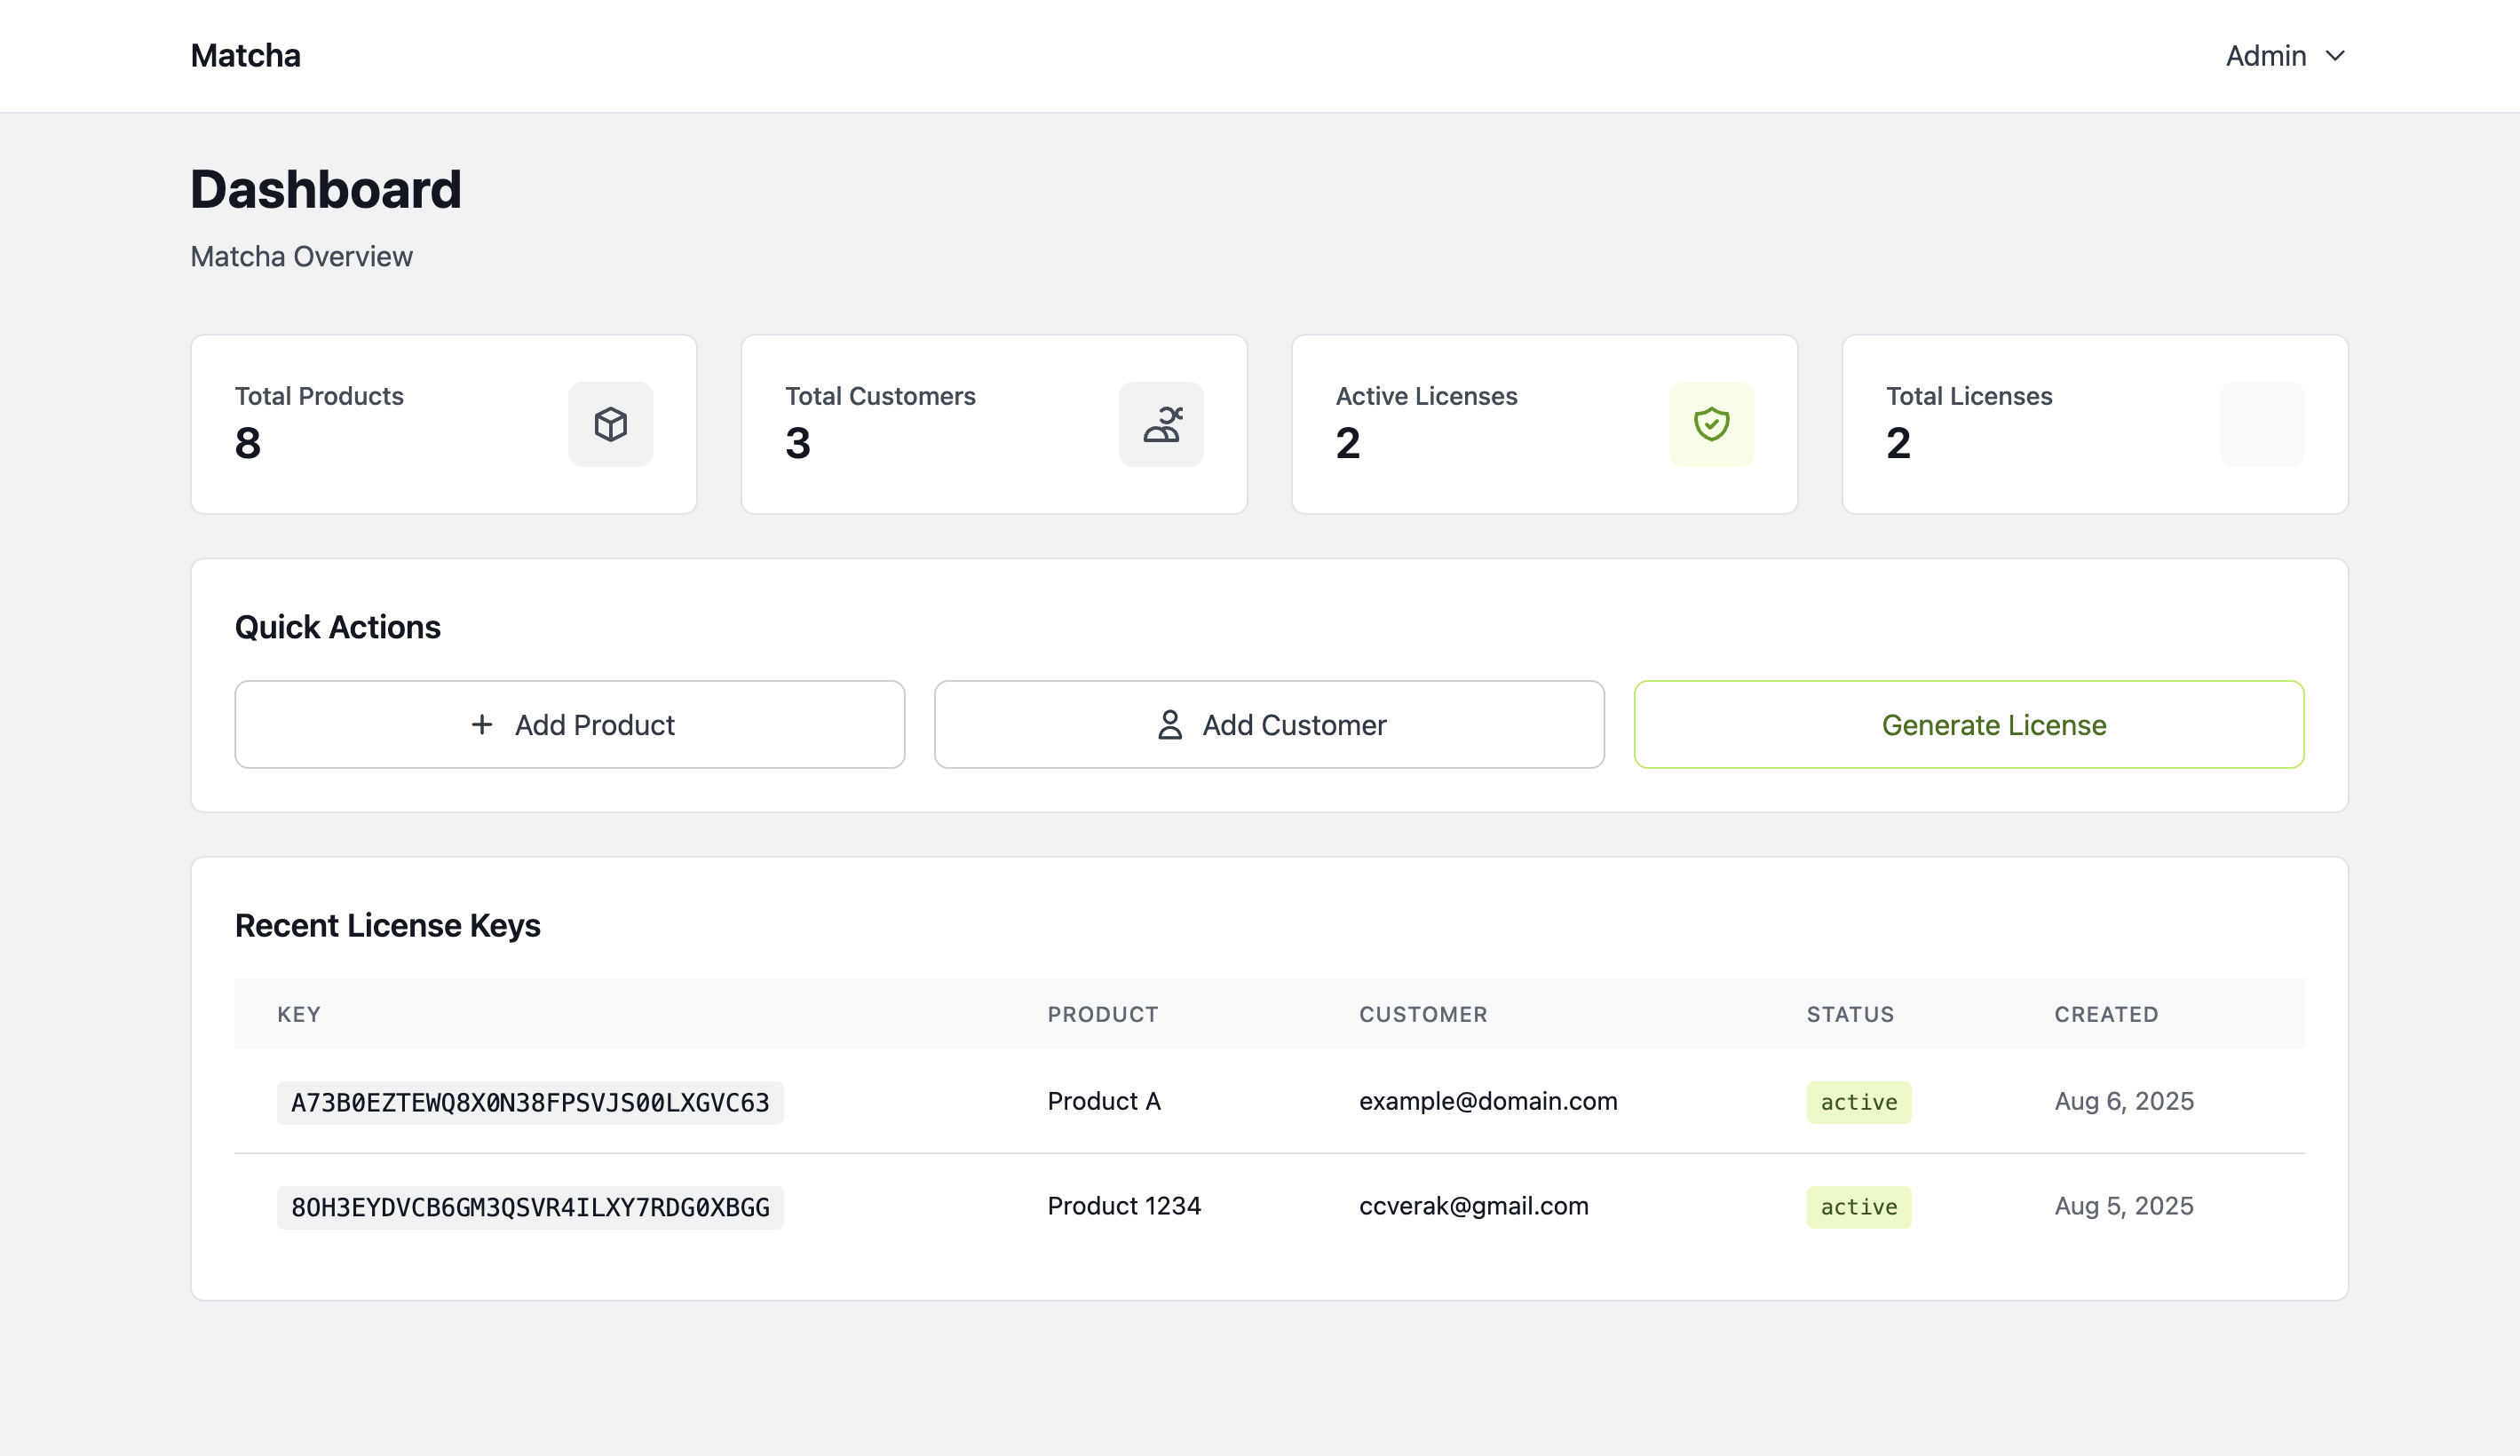 Matcha
Admin
Dashboard
Matcha Overview
Total Products
8
Total Customers
3
Active Licenses
2
Total Licenses
2
Quick Actions
Add Product
Add Customer
Generate License
Recent License Keys
KEY PRODUCT CUSTOMER STATUS CREATED
A73B0EZTEWQ8X0N38FPSVJS00LXGVC63 Product A example@domain.com active Aug 6, 2025
8OH3EYDVCB6GM3QSVR4ILXY7RDG0XBGG Product 1234 ccverak@gmail.com active Aug 5, 2025